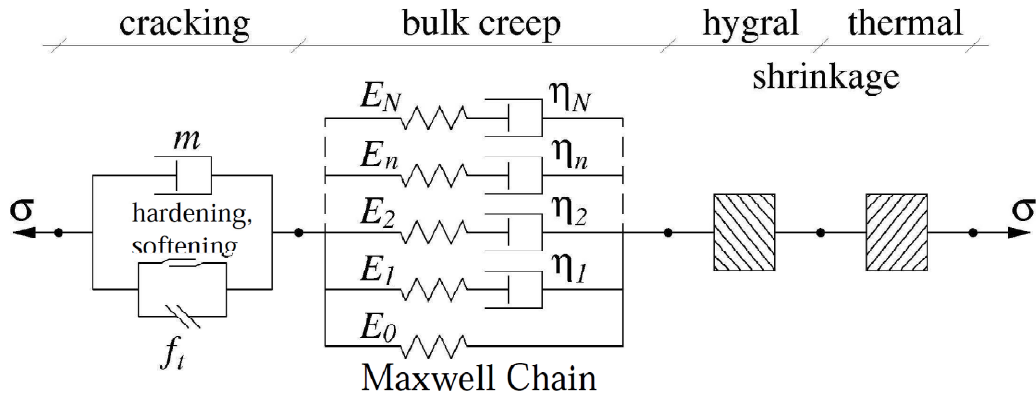 cracking bulk creep hygral thermal
shrinkage
E_N η_N
m E_n η_n
σ hardening, E_2 η_2 σ
softening
E_1 η_1
f_t E_0
Maxwell Chain